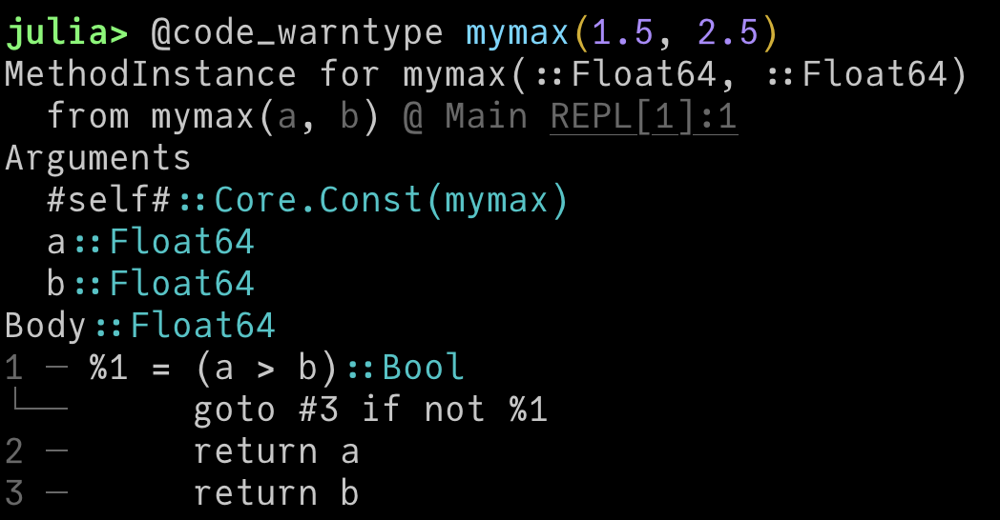 julia> @code_warntype mymax(1.5, 2.5)
MethodInstance for mymax(::Float64, ::Float64)
  from mymax(a, b) @ Main REPL[1]:1
Arguments
  #self#::Core.Const(mymax)
  a::Float64
  b::Float64
Body::Float64
1 ─ %1 = (a > b)::Bool
└──      goto #3 if not %1
2 ─      return a
3 ─      return b